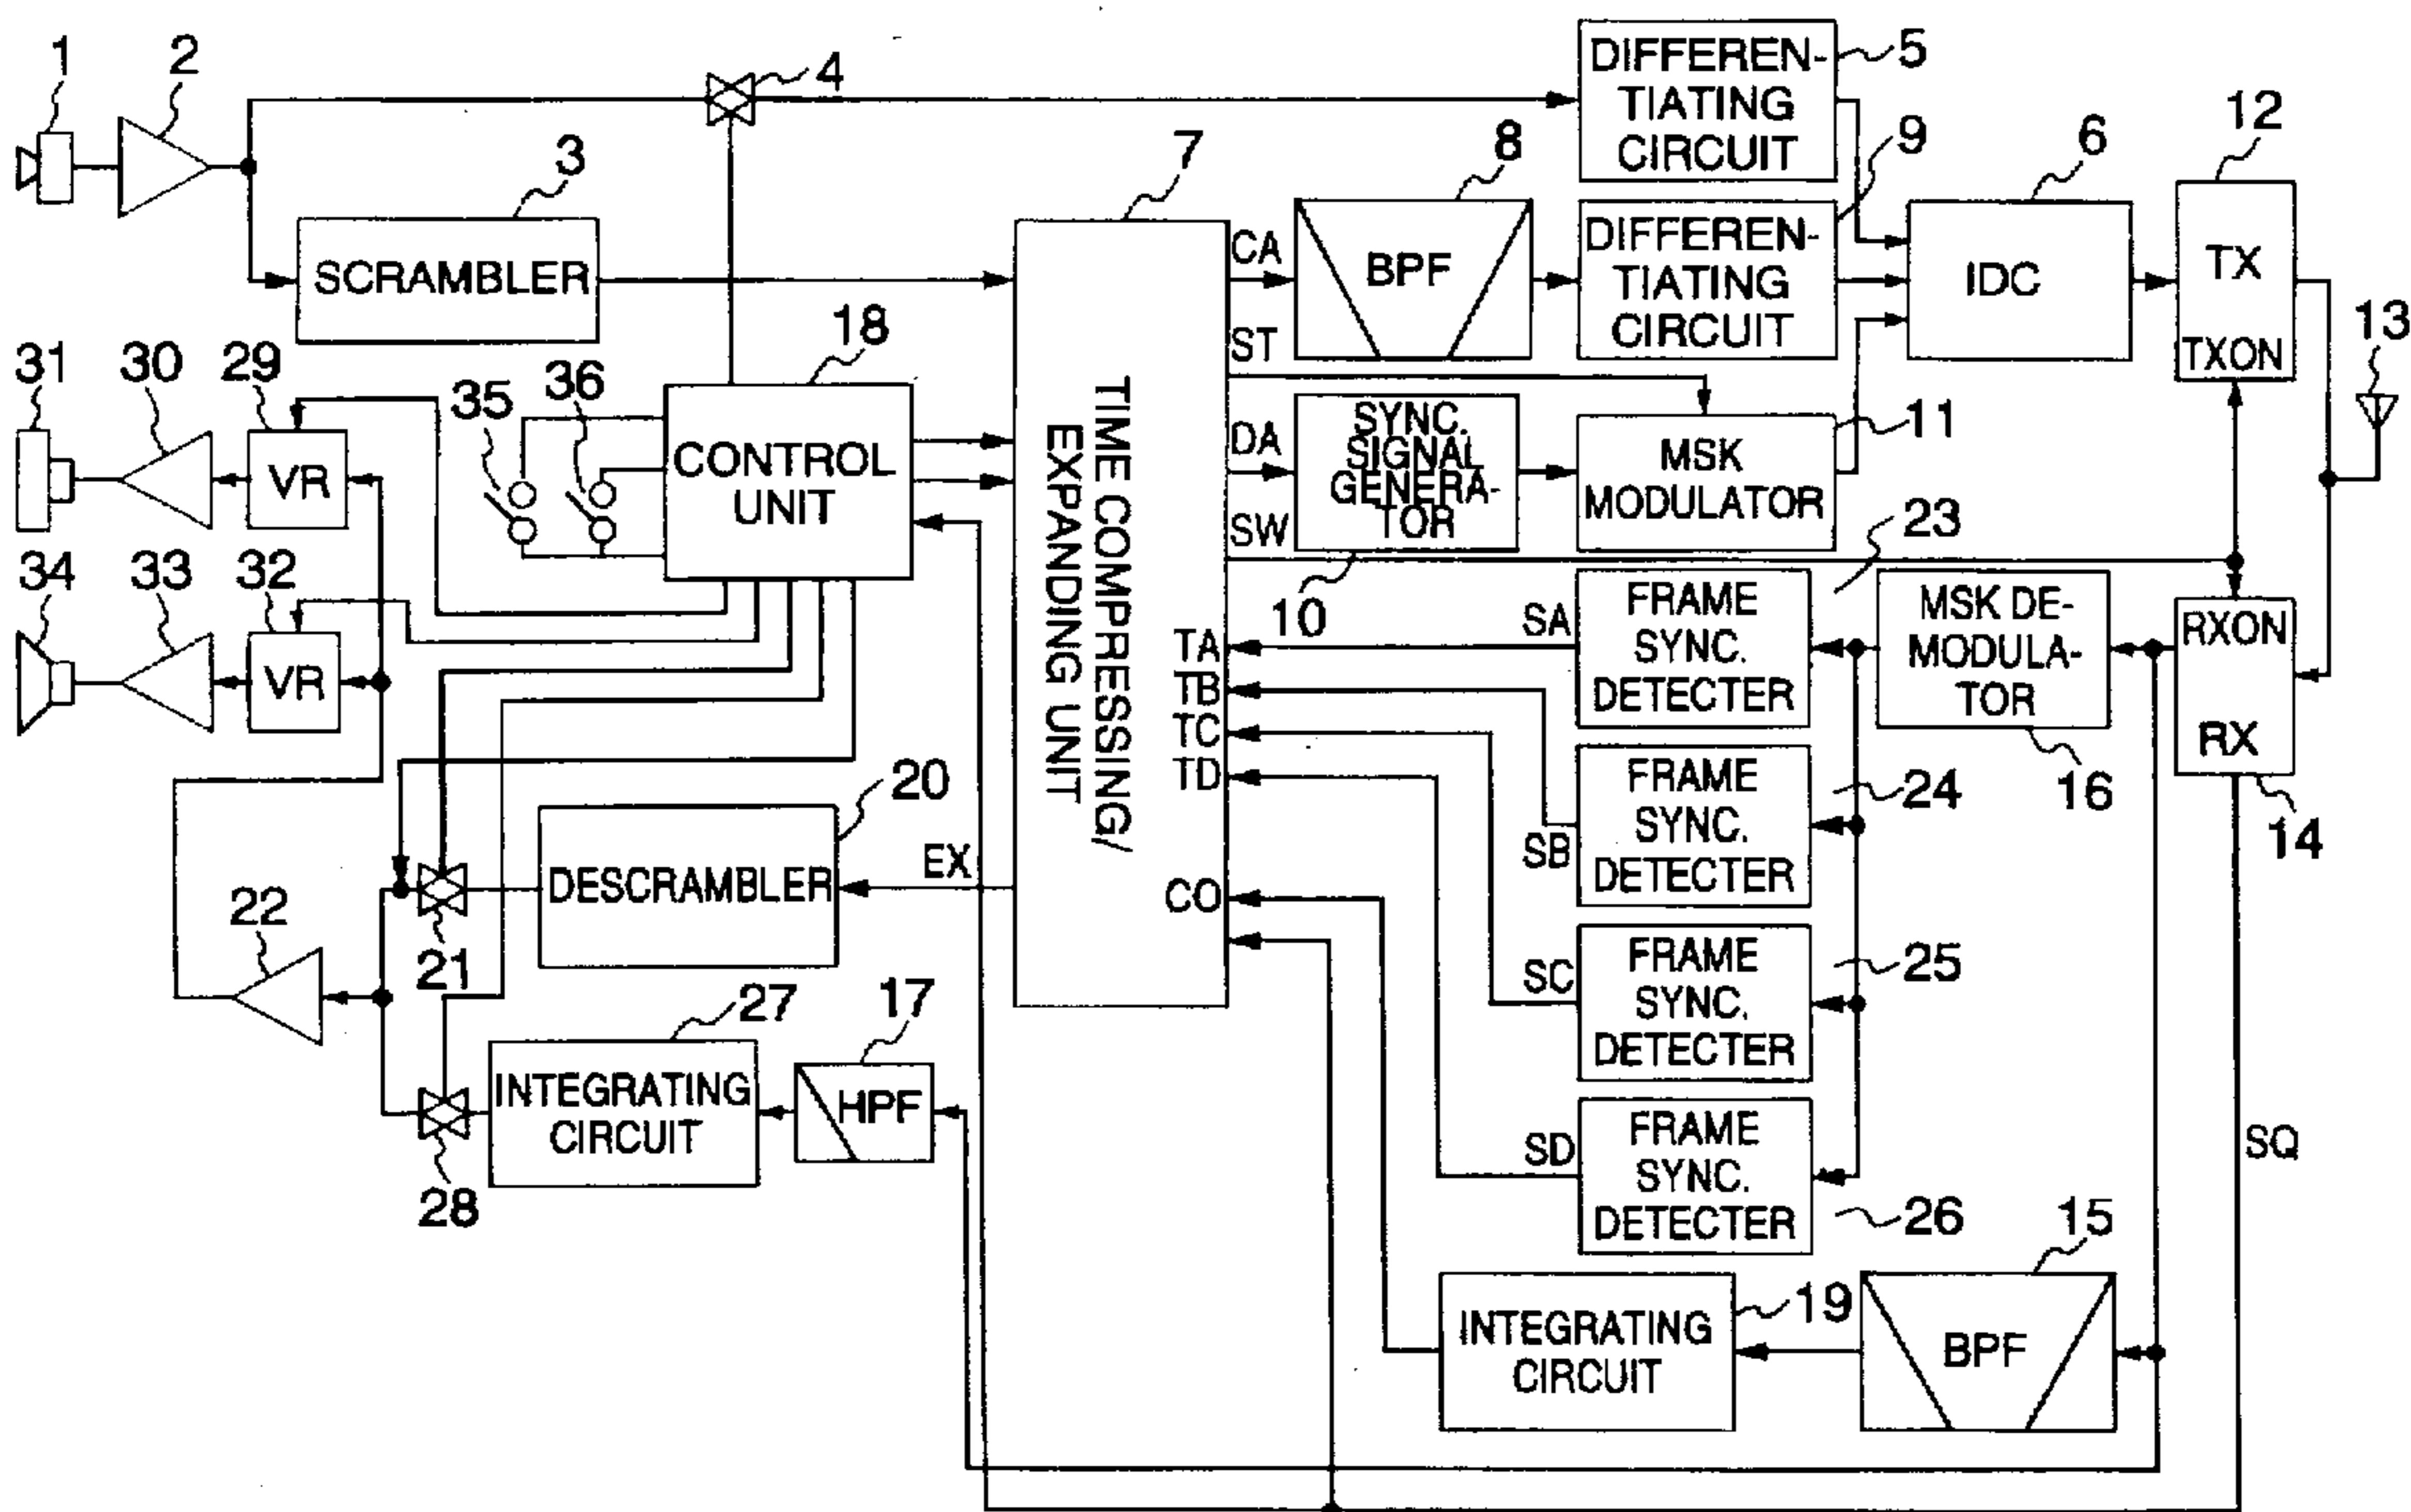 1
2
4
DIFFEREN-
TIATING
CIRCUIT
5
3
SCRAMBLER
7
8
9
6
12
CA
BPF
DIFFEREN-
TIATING
CIRCUIT
IDC
TX
TXON
13
ST
31
30
29
VR
35
36
18
CONTROL
UNIT
TIME COMPRESSING/
EXPANDING UNIT
DA
SW
SYNC.
SIGNAL
GENERA-
TOR
10
MSK
MODULATOR
11
34
33
32
VR
TA
TB
TC
TD
SA
FRAME
SYNC.
DETECTER
23
MSK DE-
MODULA-
TOR
16
RXON
RX
14
SB
FRAME
SYNC.
DETECTER
24
20
DESCRAMBLER
EX
CO
22
21
SC
FRAME
SYNC.
DETECTER
25
27
INTEGRATING
CIRCUIT
17
HPF
28
SD
FRAME
SYNC.
DETECTER
26
SQ
15
INTEGRATING
CIRCUIT
19
BPF